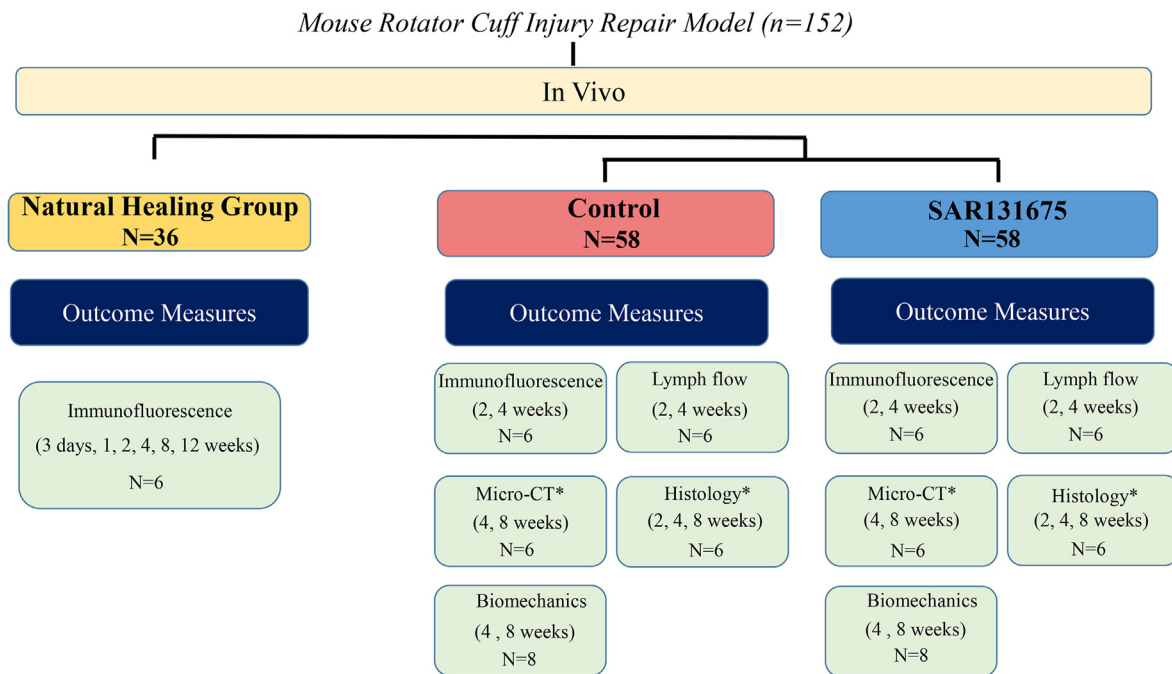 Mouse Rotator Cuff Injury Repair Model (n=152)
In Vivo
Natural Healing Group
N=36
Outcome Measures
Immunofluorescence
(3 days, 1, 2, 4, 8, 12 weeks)
N=6
Control
N=58
Outcome Measures
Immunofluorescence
(2, 4 weeks)
N=6
Lymph flow
(2, 4 weeks)
N=6
Micro-CT*
(4, 8 weeks)
N=6
Histology*
(2, 4, 8 weeks)
N=6
Biomechanics
(4 , 8 weeks)
N=8
SAR131675
N=58
Outcome Measures
Immunofluorescence
(2, 4 weeks)
N=6
Lymph flow
(2, 4 weeks)
N=6
Micro-CT*
(4, 8 weeks)
N=6
Histology*
(2, 4, 8 weeks)
N=6
Biomechanics
(4 , 8 weeks)
N=8